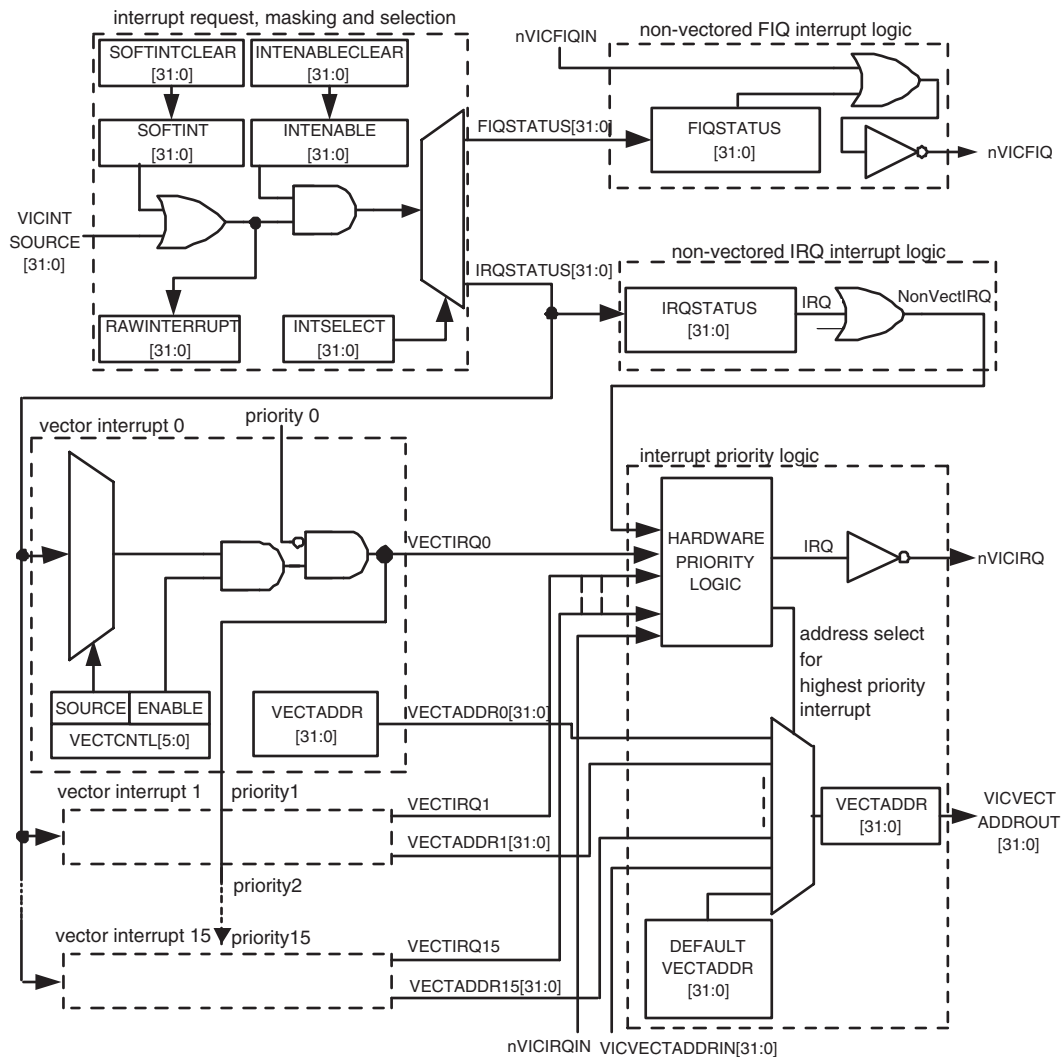 interrupt request, masking and selection
SOFTINTCLEAR
[31:0]
INTENABLECLEAR
[31:0]
SOFTINT
[31:0]
INTENABLE
[31:0]
VICINT
SOURCE
[31:0]
RAWINTERRUPT
[31:0]
INTSELECT
[31:0]
nVICFIQIN
non-vectored FIQ interrupt logic
FIQSTATUS[31:0]
FIQSTATUS
[31:0]
nVICFIQ
IRQSTATUS[31:0]
non-vectored IRQ interrupt logic
IRQSTATUS
[31:0]
IRQ
NonVectIRQ
vector interrupt 0
priority 0
VECTIRQ0
SOURCE
ENABLE
VECTCNTL[5:0]
VECTADDR
[31:0]
VECTADDR0[31:0]
interrupt priority logic
HARDWARE
PRIORITY
LOGIC
IRQ
nVICIRQ
address select
for
highest priority
interrupt
vector interrupt 1
priority1
VECTIRQ1
VECTADDR1[31:0]
priority2
vector interrupt 15
priority15
VECTIRQ15
VECTADDR15[31:0]
VECTADDR
[31:0]
VICVECT
ADDROUT
[31:0]
DEFAULT
VECTADDR
[31:0]
nVICIRQIN
VICVECTADDRIN[31:0]